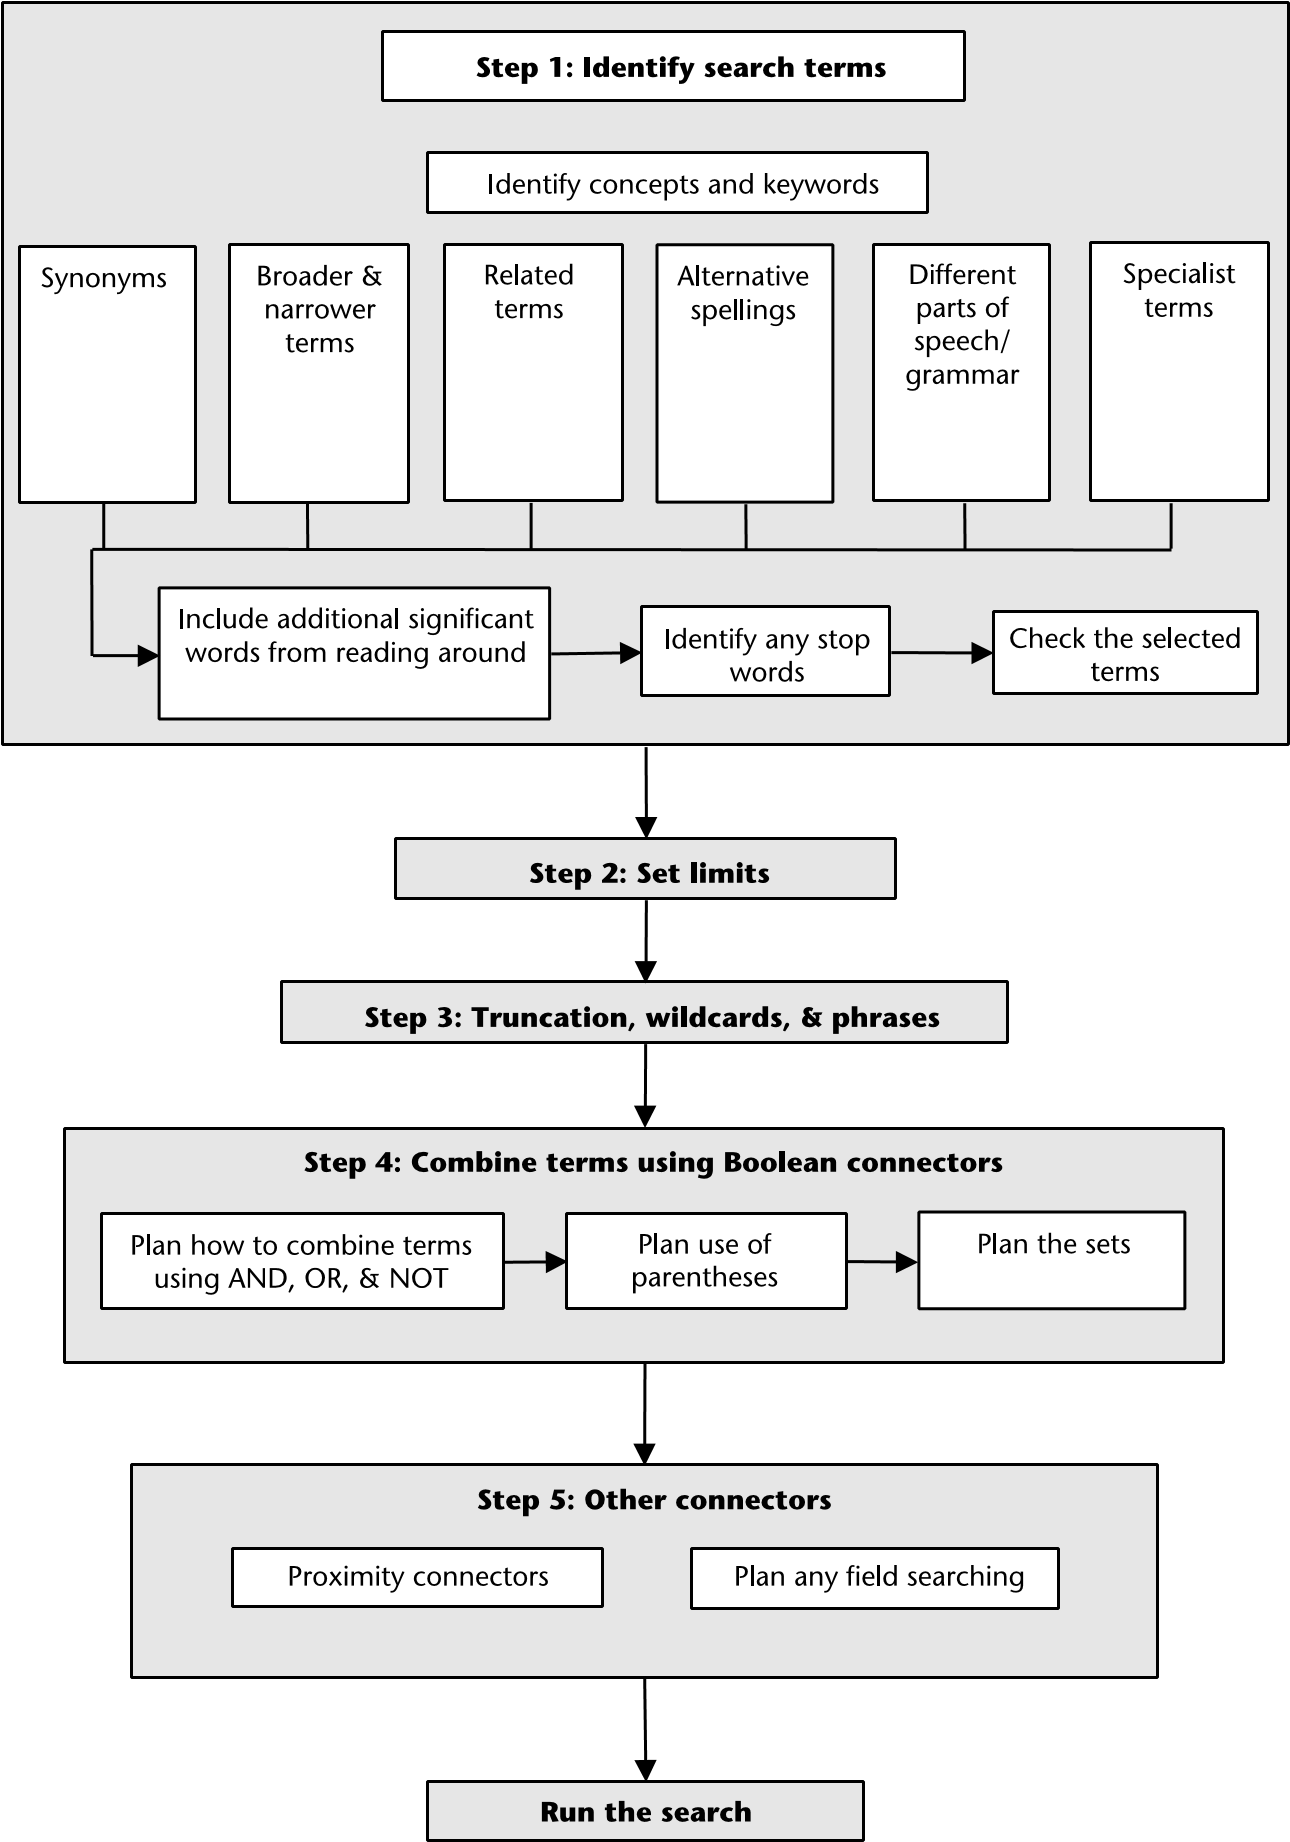 Step 1: Identify search terms
Identify concepts and keywords
Synonyms
Broader &
narrower
terms
Related
terms
Alternative
spellings
Different
parts of
speech/
grammar
Specialist
terms
Include additional significant
words from reading around
Identify any stop
words
Check the selected
terms
Step 2: Set limits
Step 3: Truncation, wildcards, & phrases
Step 4: Combine terms using Boolean connectors
Plan how to combine terms
using AND, OR, & NOT
Plan use of
parentheses
Plan the sets
Step 5: Other connectors
Proximity connectors
Plan any field searching
Run the search